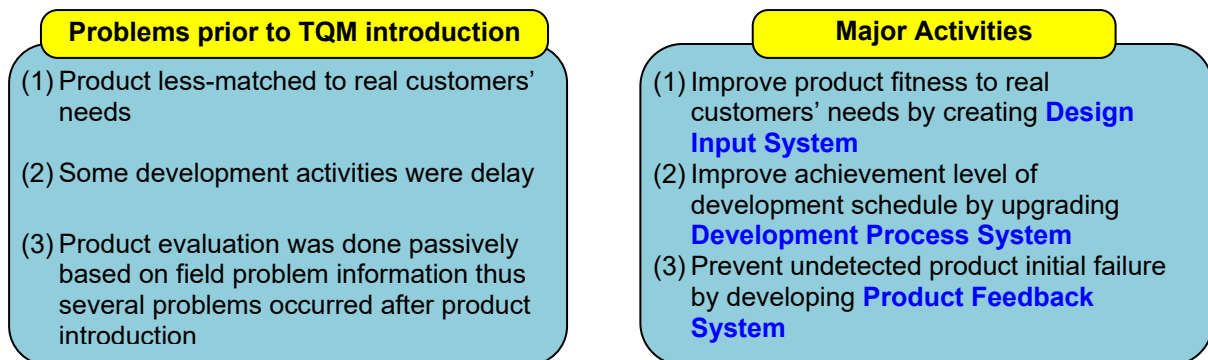 Problems prior to TQM introduction
(1) Product less-matched to real customers’
needs
(2) Some development activities were delay
(3) Product evaluation was done passively
based on field problem information thus
several problems occurred after product
introduction
Major Activities
(1) Improve product fitness to real
customers’ needs by creating Design
Input System
(2) Improve achievement level of
development schedule by upgrading
Development Process System
(3) Prevent undetected product initial failure
by developing Product Feedback
System